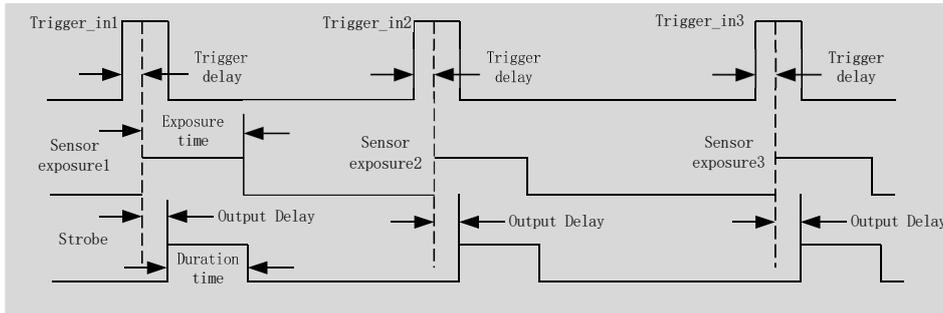 Trigger_in1
Trigger_in2
Trigger_in3
Trigger
delay
Trigger
delay
Trigger
delay
Exposure
time
Sensor
exposure1
Sensor
exposure2
Sensor
exposure3
Output Delay
Output Delay
Output Delay
Strobe
Duration
time